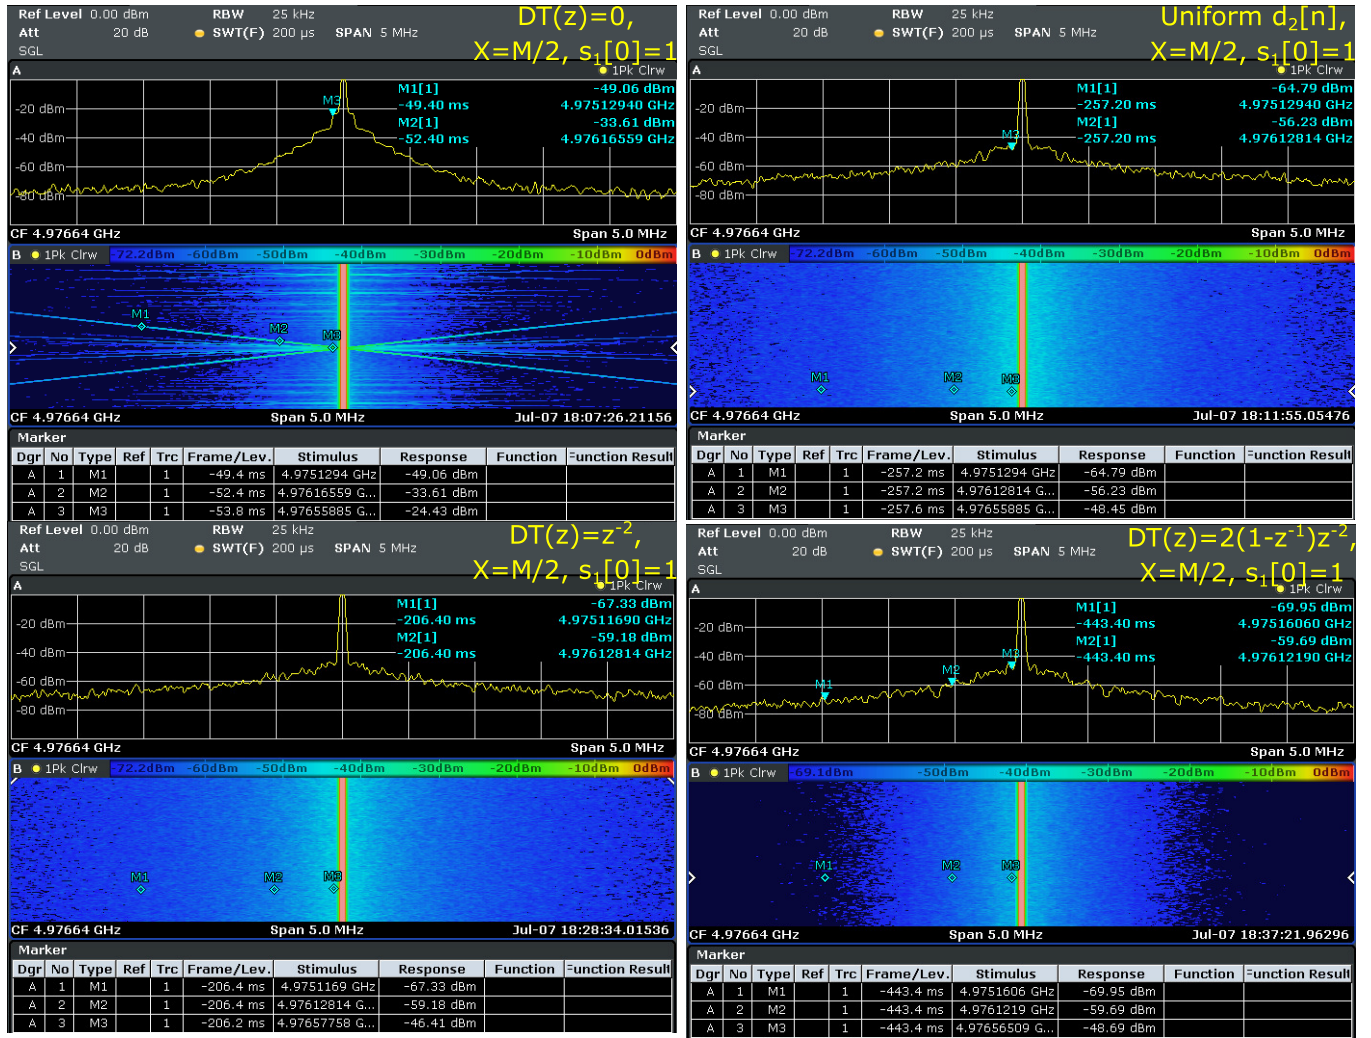 Ref Level 0.00 dBm RBW 25 kHz DT(z)=0,
Att 20 dB SWT(F) 200 µs SPAN 5 MHz
SGL X=M/2, s₁[0]=1
A 1Pk Clrw
M1[1] -49.06 dBm
-49.40 ms 4.97512940 GHz
M2[1] -33.61 dBm
-52.40 ms 4.97616559 GHz
M3
-20 dBm
-40 dBm
-60 dBm
-80 dBm
CF 4.97664 GHz Span 5.0 MHz
B 1Pk Clrw -72.2dBm -60dBm -50dBm -40dBm -30dBm -20dBm -10dBm 0dBm
M1
M2
M3
CF 4.97664 GHz Span 5.0 MHz Jul-07 18:07:26.21156
Marker
Dgr No Type Ref Trc Frame/Lev. Stimulus Response Function Function Result
A 1 M1 1 -49.4 ms 4.9751294 GHz -49.06 dBm
A 2 M2 1 -52.4 ms 4.97616559 G... -33.61 dBm
A 3 M3 1 -53.8 ms 4.97655885 G... -24.43 dBm
Ref Level 0.00 dBm RBW 25 kHz Uniform d₂[n],
Att 20 dB SWT(F) 200 µs SPAN 5 MHz
SGL X=M/2, s₁[0]=1
A 1Pk Clrw
M1[1] -64.79 dBm
-257.20 ms 4.97512940 GHz
M2[1] -56.23 dBm
-257.20 ms 4.97612814 GHz
M3
-20 dBm
-40 dBm
-60 dBm
-80 dBm
CF 4.97664 GHz Span 5.0 MHz
B 1Pk Clrw -72.2dBm -60dBm -50dBm -40dBm -30dBm -20dBm -10dBm 0dBm
M1 M2 M3
CF 4.97664 GHz Span 5.0 MHz Jul-07 18:11:55.05476
Marker
Dgr No Type Ref Trc Frame/Lev. Stimulus Response Function Function Result
A 1 M1 1 -257.2 ms 4.9751294 GHz -64.79 dBm
A 2 M2 1 -257.2 ms 4.97612814 G... -56.23 dBm
A 3 M3 1 -257.6 ms 4.97655885 G... -48.45 dBm
Ref Level 0.00 dBm RBW 25 kHz DT(z)=z⁻²,
Att 20 dB SWT(F) 200 µs SPAN 5 MHz
SGL X=M/2, s₁[0]=1
A 1Pk Clrw
M1[1] -67.33 dBm
-206.40 ms 4.97511690 GHz
M2[1] -59.18 dBm
-206.40 ms 4.97612814 GHz
-20 dBm
-40 dBm
-60 dBm
-80 dBm
CF 4.97664 GHz Span 5.0 MHz
B 1Pk Clrw -72.2dBm -60dBm -50dBm -40dBm -30dBm -20dBm -10dBm 0dBm
M1 M2 M3
CF 4.97664 GHz Span 5.0 MHz Jul-07 18:28:34.01536
Marker
Dgr No Type Ref Trc Frame/Lev. Stimulus Response Function Function Result
A 1 M1 1 -206.4 ms 4.9751169 GHz -67.33 dBm
A 2 M2 1 -206.4 ms 4.97612814 G... -59.18 dBm
A 3 M3 1 -206.2 ms 4.97657758 G... -46.41 dBm
Ref Level 0.00 dBm RBW 25 kHz DT(z)=2(1-z⁻¹)z⁻²,
Att 20 dB SWT(F) 200 µs SPAN 5 MHz
SGL X=M/2, s₁[0]=1
A 1Pk Clrw
M1[1] -69.95 dBm
-443.40 ms 4.97516060 GHz
M2[1] -59.69 dBm
-443.40 ms 4.97612190 GHz
M1 M2 M3
-20 dBm
-40 dBm
-60 dBm
-80 dBm
CF 4.97664 GHz Span 5.0 MHz
B 1Pk Clrw -69.1dBm -50dBm -40dBm -30dBm -20dBm -10dBm 0dBm
M1 M2 M3
CF 4.97664 GHz Span 5.0 MHz Jul-07 18:37:21.96296
Marker
Dgr No Type Ref Trc Frame/Lev. Stimulus Response Function Function Result
A 1 M1 1 -443.4 ms 4.9751606 GHz -69.95 dBm
A 2 M2 1 -443.4 ms 4.9761219 GHz -59.69 dBm
A 3 M3 1 -443.4 ms 4.97656509 G... -48.69 dBm